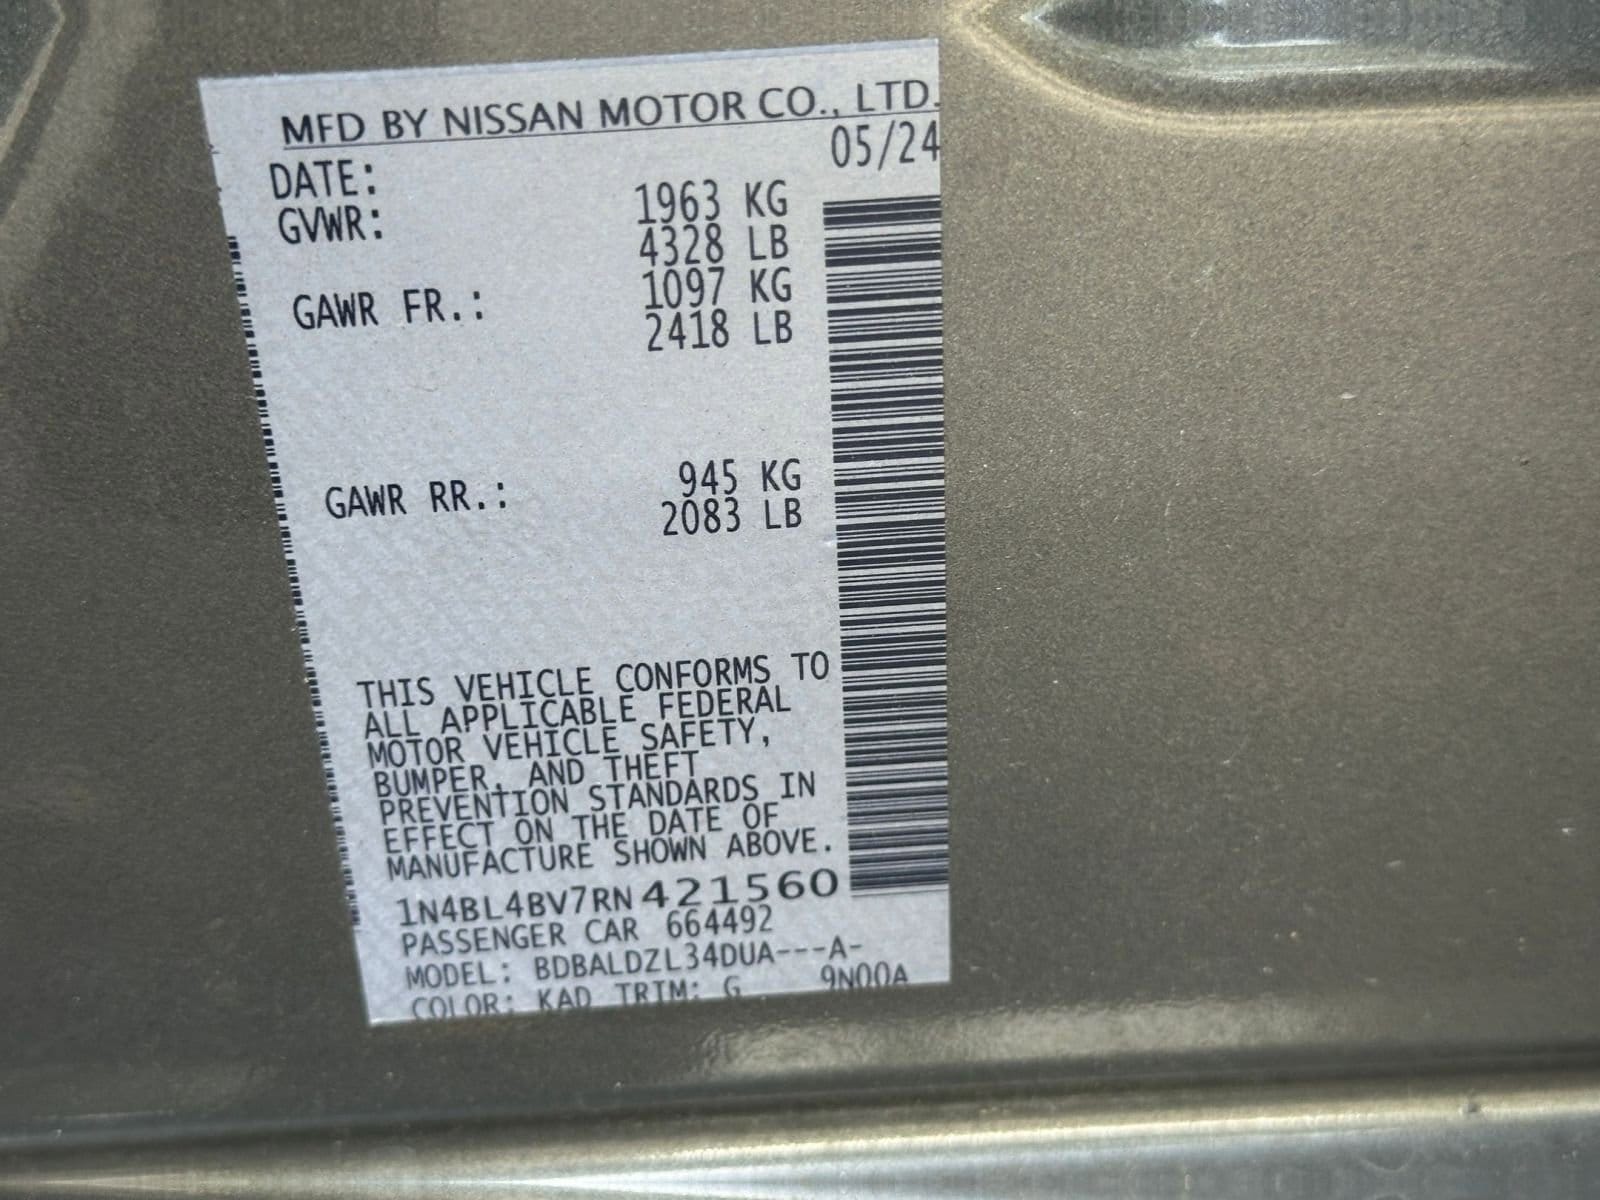 MFD BY NISSAN MOTOR CO., LTD.
DATE: 05/24
GVWR: 1963 KG
4328 LB
GAWR FR.: 1097 KG
2418 LB
GAWR RR.: 945 KG
2083 LB
THIS VEHICLE CONFORMS TO
ALL APPLICABLE FEDERAL
MOTOR VEHICLE SAFETY,
BUMPER, AND THEFT
PREVENTION STANDARDS IN
EFFECT ON THE DATE OF
MANUFACTURE SHOWN ABOVE.
1N4BL4BV7RN421560
PASSENGER CAR 664492
MODEL: BDBALDZL34DUA---A-
COLOR: KAD TRIM: G 9N00A